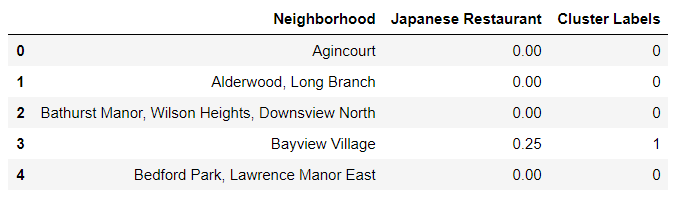 Neighborhood Japanese Restaurant Cluster Labels
0 Agincourt 0.00 0
1 Alderwood, Long Branch 0.00 0
2 Bathurst Manor, Wilson Heights, Downsview North 0.00 0
3 Bayview Village 0.25 1
4 Bedford Park, Lawrence Manor East 0.00 0